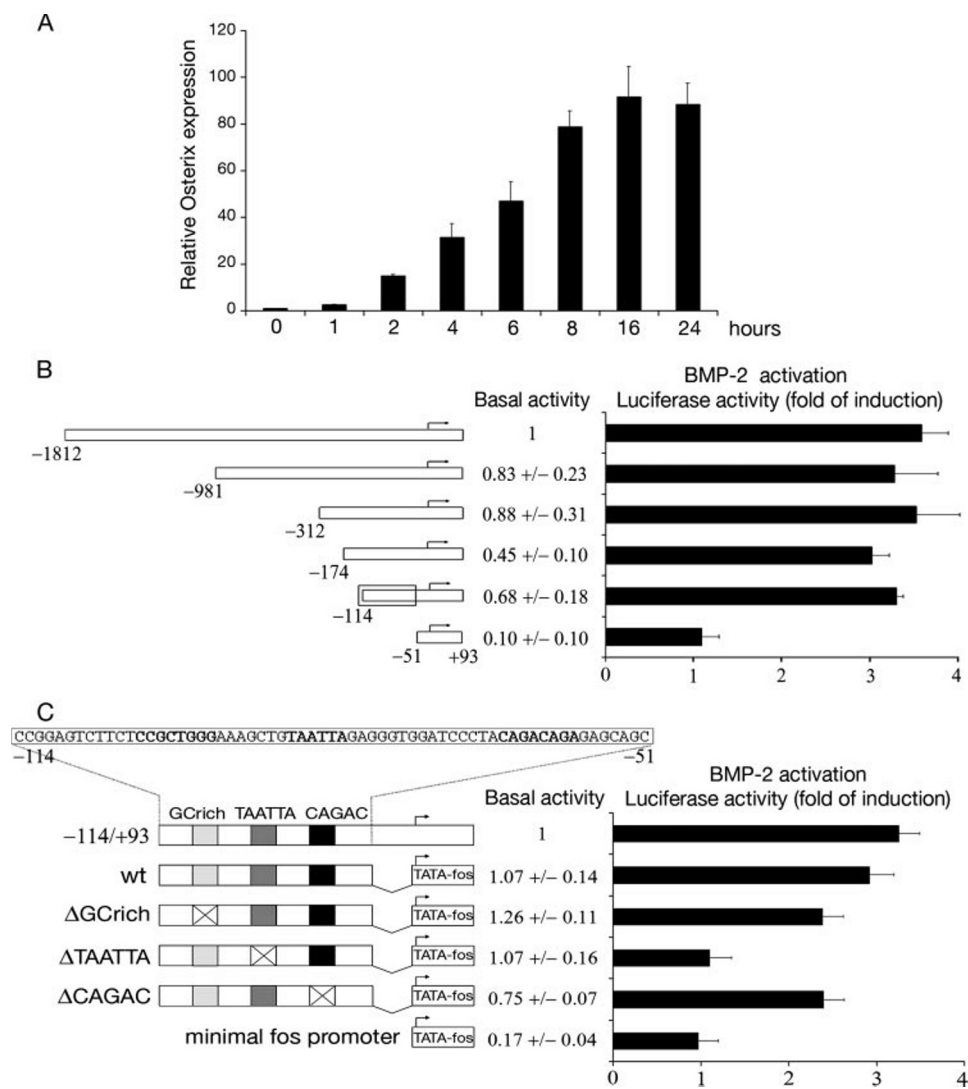 A
Relative Osterix expression
120
100
80
60
40
20
0
0 1 2 4 6 8 16 24 hours
B
Basal activity
BMP-2 activation
Luciferase activity (fold of induction)
−1812
1
−981
0.83 +/− 0.23
−312
0.88 +/− 0.31
−174
0.45 +/− 0.10
−114
0.68 +/− 0.18
−51 +93
0.10 +/− 0.10
0 1 2 3 4
C
CCGGAGTCTTCTCCGCTGGGAAAGCTGTAATTAGAGGGTGGATCCCTACAGACAGAGAGCAGC
−114 −51
Basal activity
BMP-2 activation
Luciferase activity (fold of induction)
GCrich TAATTA CAGAC
−114/+93 1
wt TATA-fos 1.07 +/− 0.14
ΔGCrich TATA-fos 1.26 +/− 0.11
ΔTAATTA TATA-fos 1.07 +/− 0.16
ΔCAGAC TATA-fos 0.75 +/− 0.07
minimal fos promoter TATA-fos 0.17 +/− 0.04
0 1 2 3 4